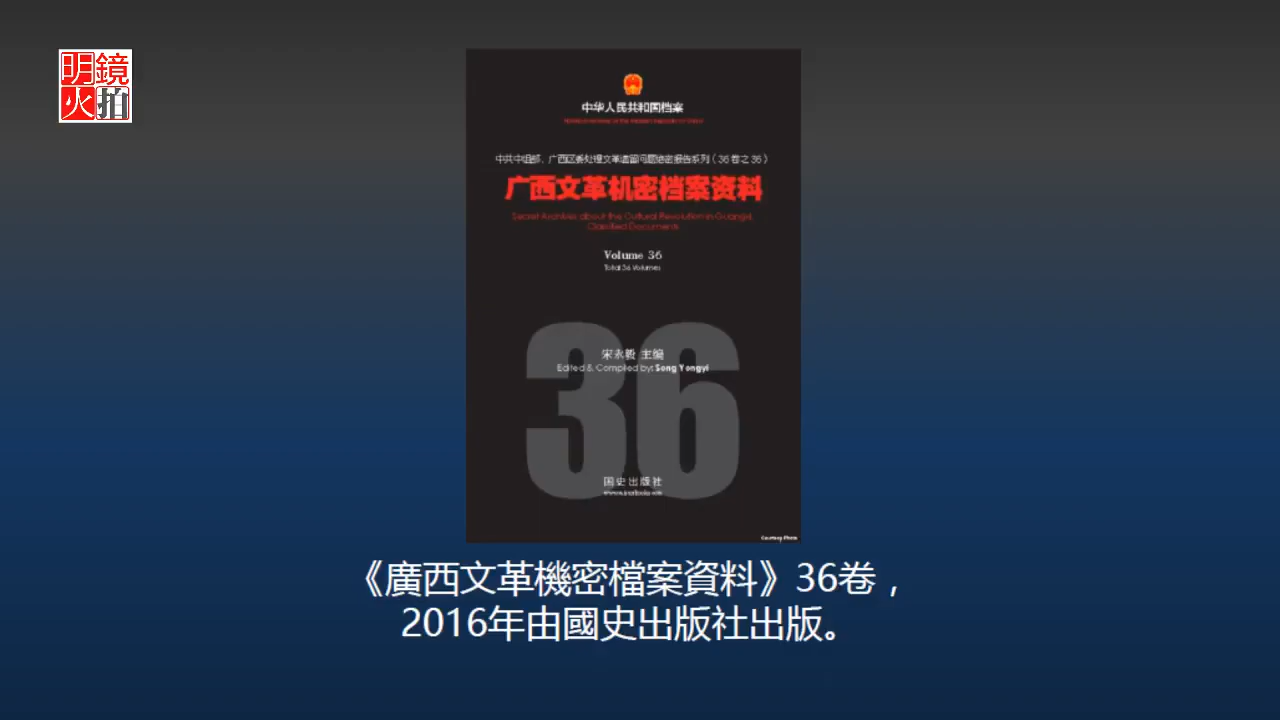 明鏡
火拍
中华人民共和国档案
中共中组部、广西区委处理文革遗留问题绝密报告系列（36卷之36）
广西文革机密档案资料
Secret Archives about the Cultural Revolution in Guangxi:
Classified Documents
Volume 36
Total 36 Volumes
36
宋永毅 主编
Edited & Compiled by: Song Yongyi
国史出版社
Courtesy Photo
《廣西文革機密檔案資料》36卷，
2016年由國史出版社出版。